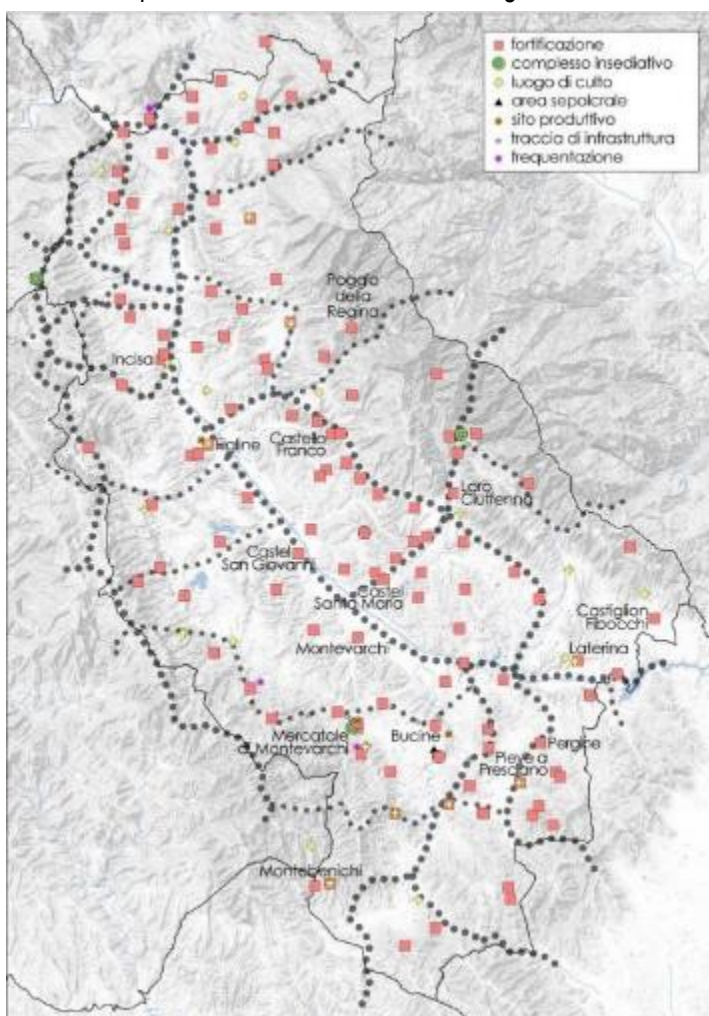 fortificazione
complesso insediativo
luogo di culto
area sepolcrale
sito produttivo
traccia di infrastruttura
frequentazione
Poggio
della
Regina
Incisa
Figline
Castello
Franco
Loro
Ciuffenna
Castel
San Giovanni
Castel
Santa Maria
Castiglion
Fibocchi
Montevarchi
Laterina
Mercatale
di Montevarchi
Bucine
Pergine
Pieve a
Presciano
Montebenichi